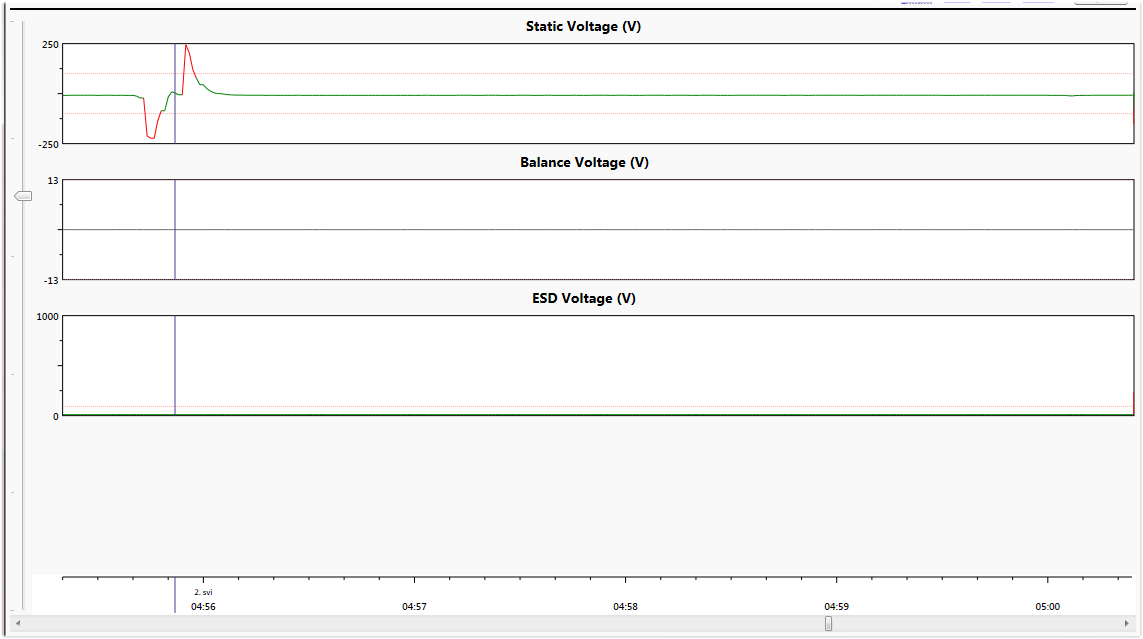 Static Voltage (V)
250
-250
Balance Voltage (V)
13
-13
ESD Voltage (V)
1000
0
2. svi
04:56 04:57 04:58 04:59 05:00